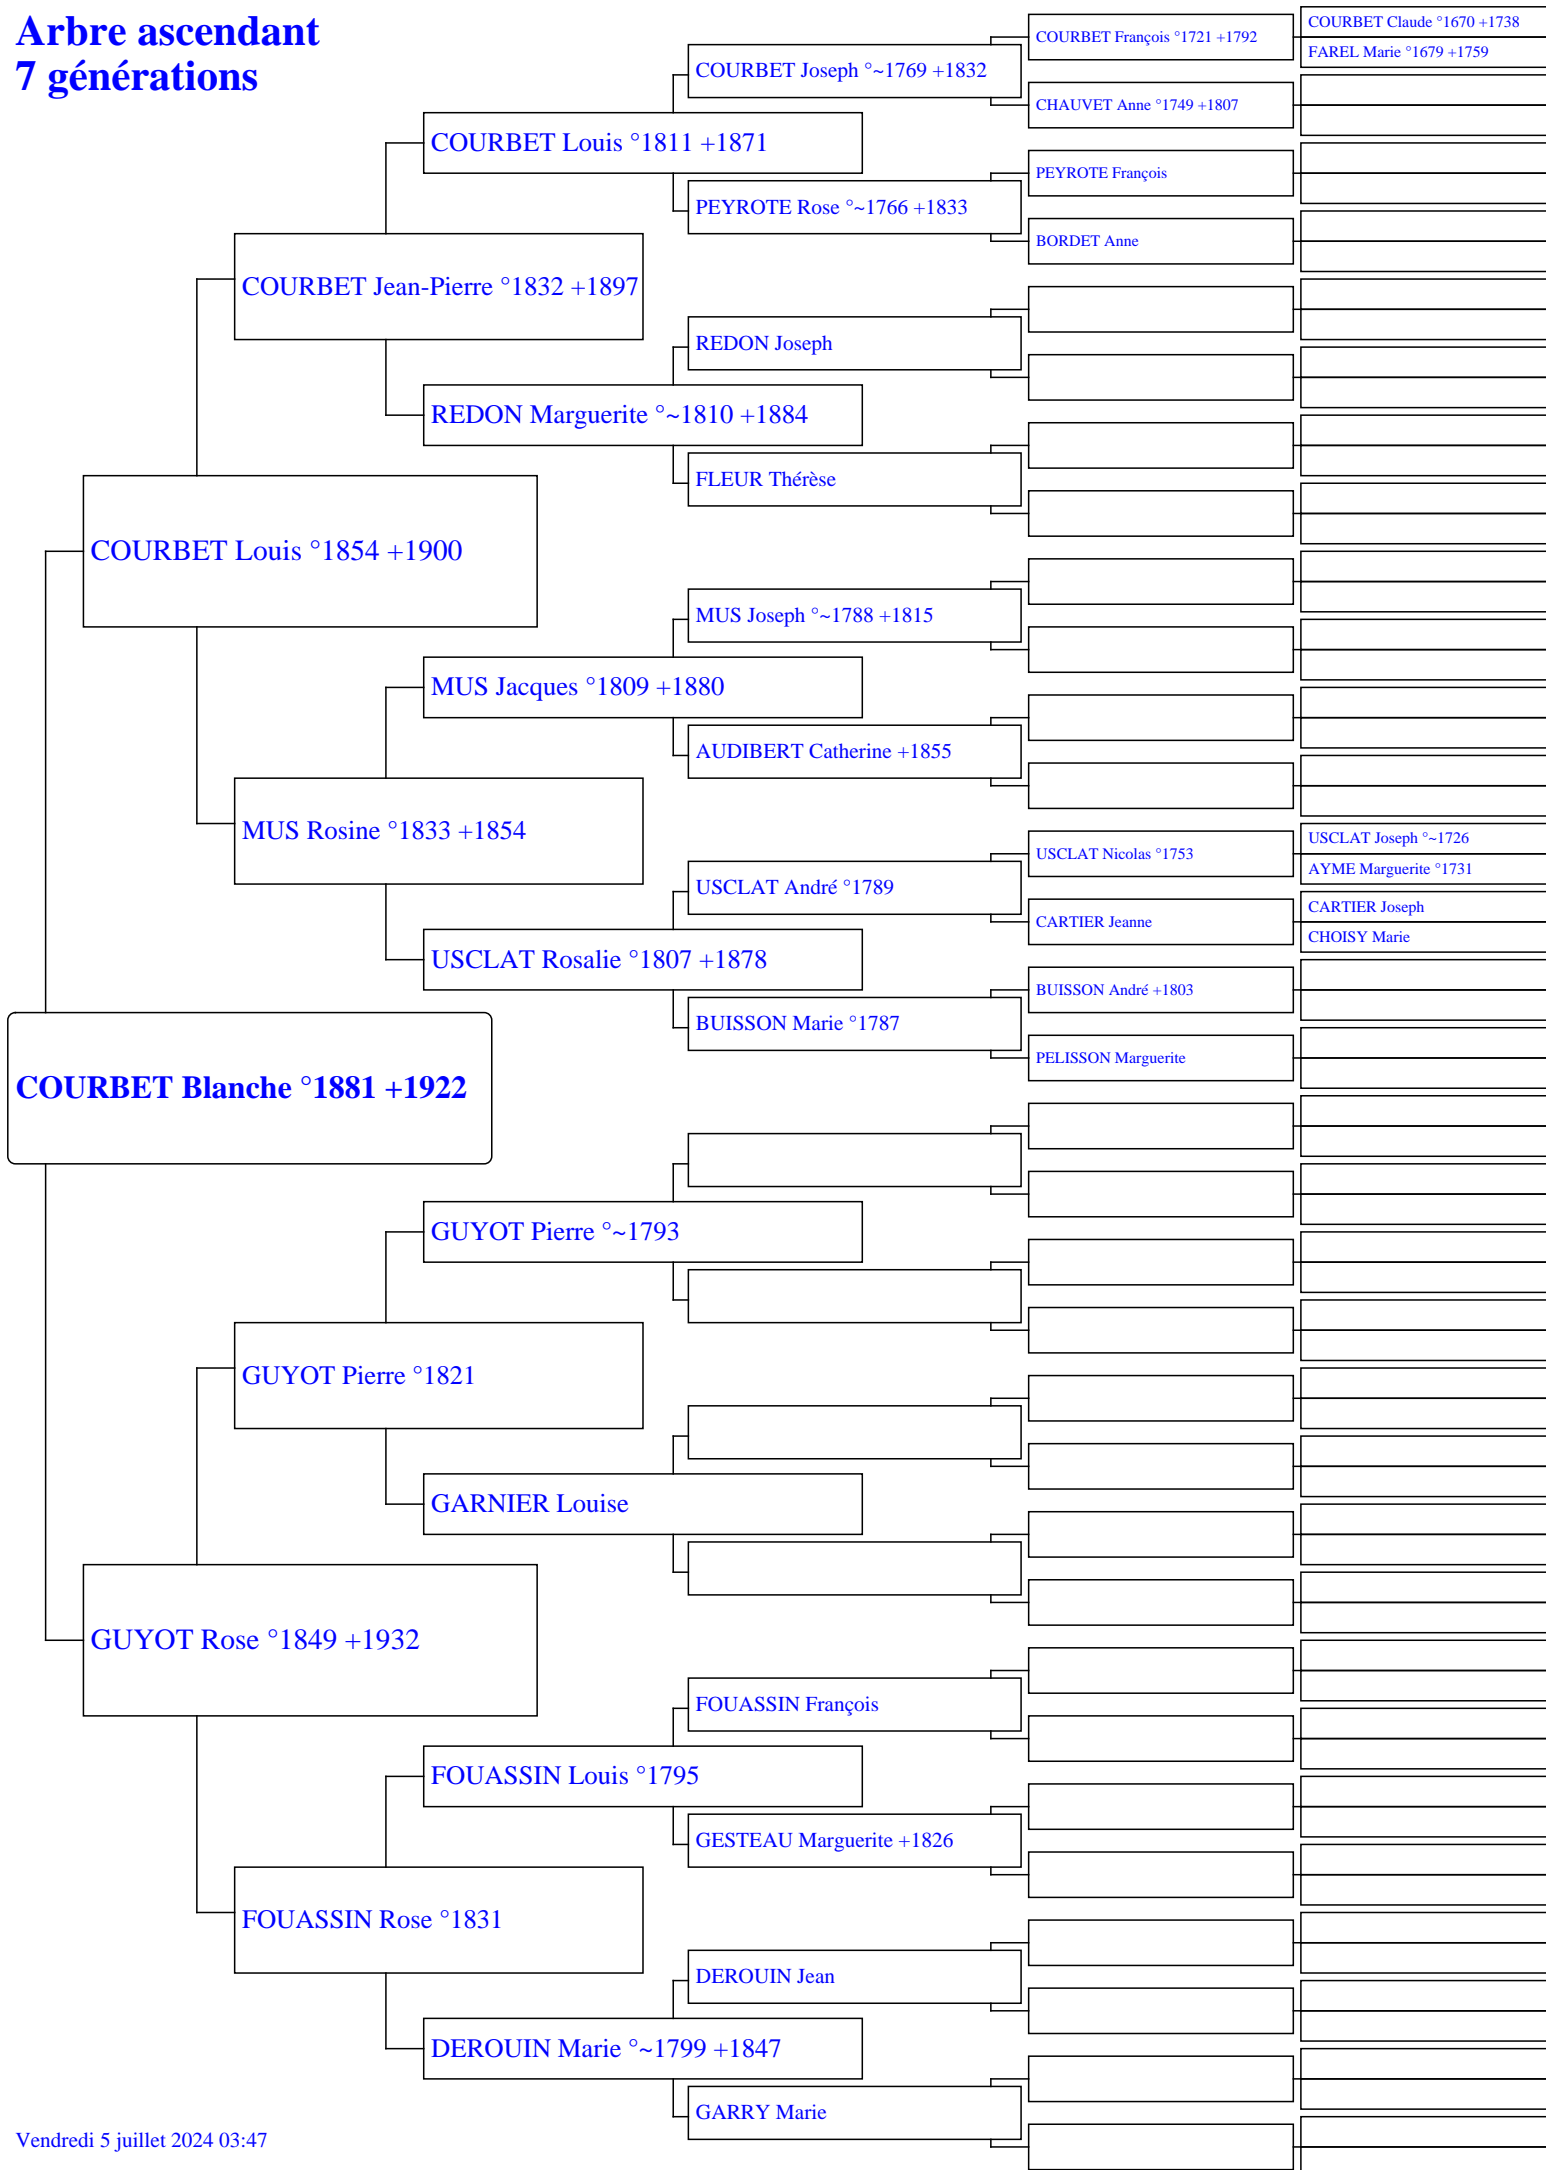 Arbre ascendant
7 générations
COURBET Claude °1670 +1738
COURBET François °1721 +1792
FAREL Marie °1679 +1759
COURBET Joseph °~1769 +1832
CHAUVET Anne °1749 +1807
COURBET Louis °1811 +1871
PEYROTE François
PEYROTE Rose °~1766 +1833
BORDET Anne
COURBET Jean-Pierre °1832 +1897
REDON Joseph
REDON Marguerite °~1810 +1884
FLEUR Thérèse
COURBET Louis °1854 +1900
MUS Joseph °~1788 +1815
MUS Jacques °1809 +1880
AUDIBERT Catherine +1855
MUS Rosine °1833 +1854
USCLAT Joseph °~1726
USCLAT Nicolas °1753
AYME Marguerite °1731
USCLAT André °1789
CARTIER Joseph
CARTIER Jeanne
CHOISY Marie
USCLAT Rosalie °1807 +1878
BUISSON André +1803
BUISSON Marie °1787
PELISSON Marguerite
COURBET Blanche °1881 +1922
GUYOT Pierre °~1793
GUYOT Pierre °1821
GARNIER Louise
GUYOT Rose °1849 +1932
FOUASSIN François
FOUASSIN Louis °1795
GESTEAU Marguerite +1826
FOUASSIN Rose °1831
DEROUIN Jean
DEROUIN Marie °~1799 +1847
GARRY Marie
Vendredi 5 juillet 2024 03:47